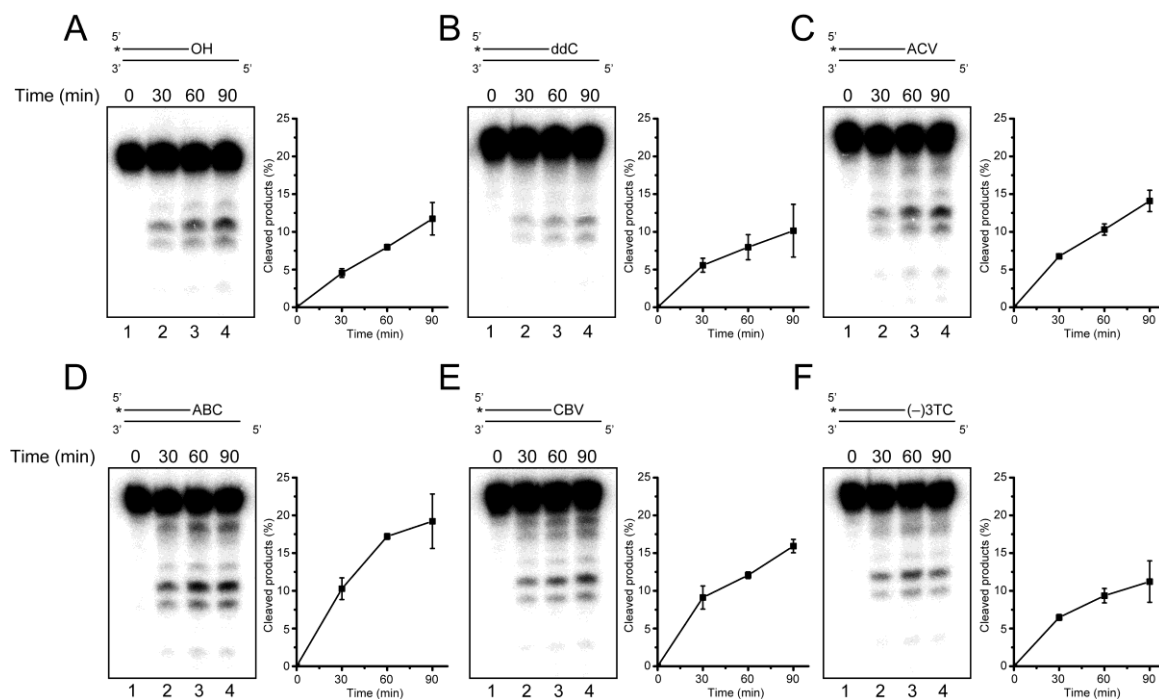 A
5'
* OH
3' 5'
Time (min) 0 30 60 90
1 2 3 4
Cleaved products (%)
25
20
15
10
5
0
0 30 60 90
Time (min)
B
5'
* ddC
3' 5'
0 30 60 90
1 2 3 4
Cleaved products (%)
25
20
15
10
5
0
0 30 60 90
Time (min)
C
5'
* ACV
3' 5'
0 30 60 90
1 2 3 4
Cleaved products (%)
25
20
15
10
5
0
0 30 60 90
Time (min)
D
5'
* ABC
3' 5'
Time (min) 0 30 60 90
1 2 3 4
Cleaved products (%)
25
20
15
10
5
0
0 30 60 90
Time (min)
E
5'
* CBV
3' 5'
0 30 60 90
1 2 3 4
Cleaved products (%)
25
20
15
10
5
0
0 30 60 90
Time (min)
F
5'
* (–)3TC
3' 5'
0 30 60 90
1 2 3 4
Cleaved products (%)
25
20
15
10
5
0
0 30 60 90
Time (min)